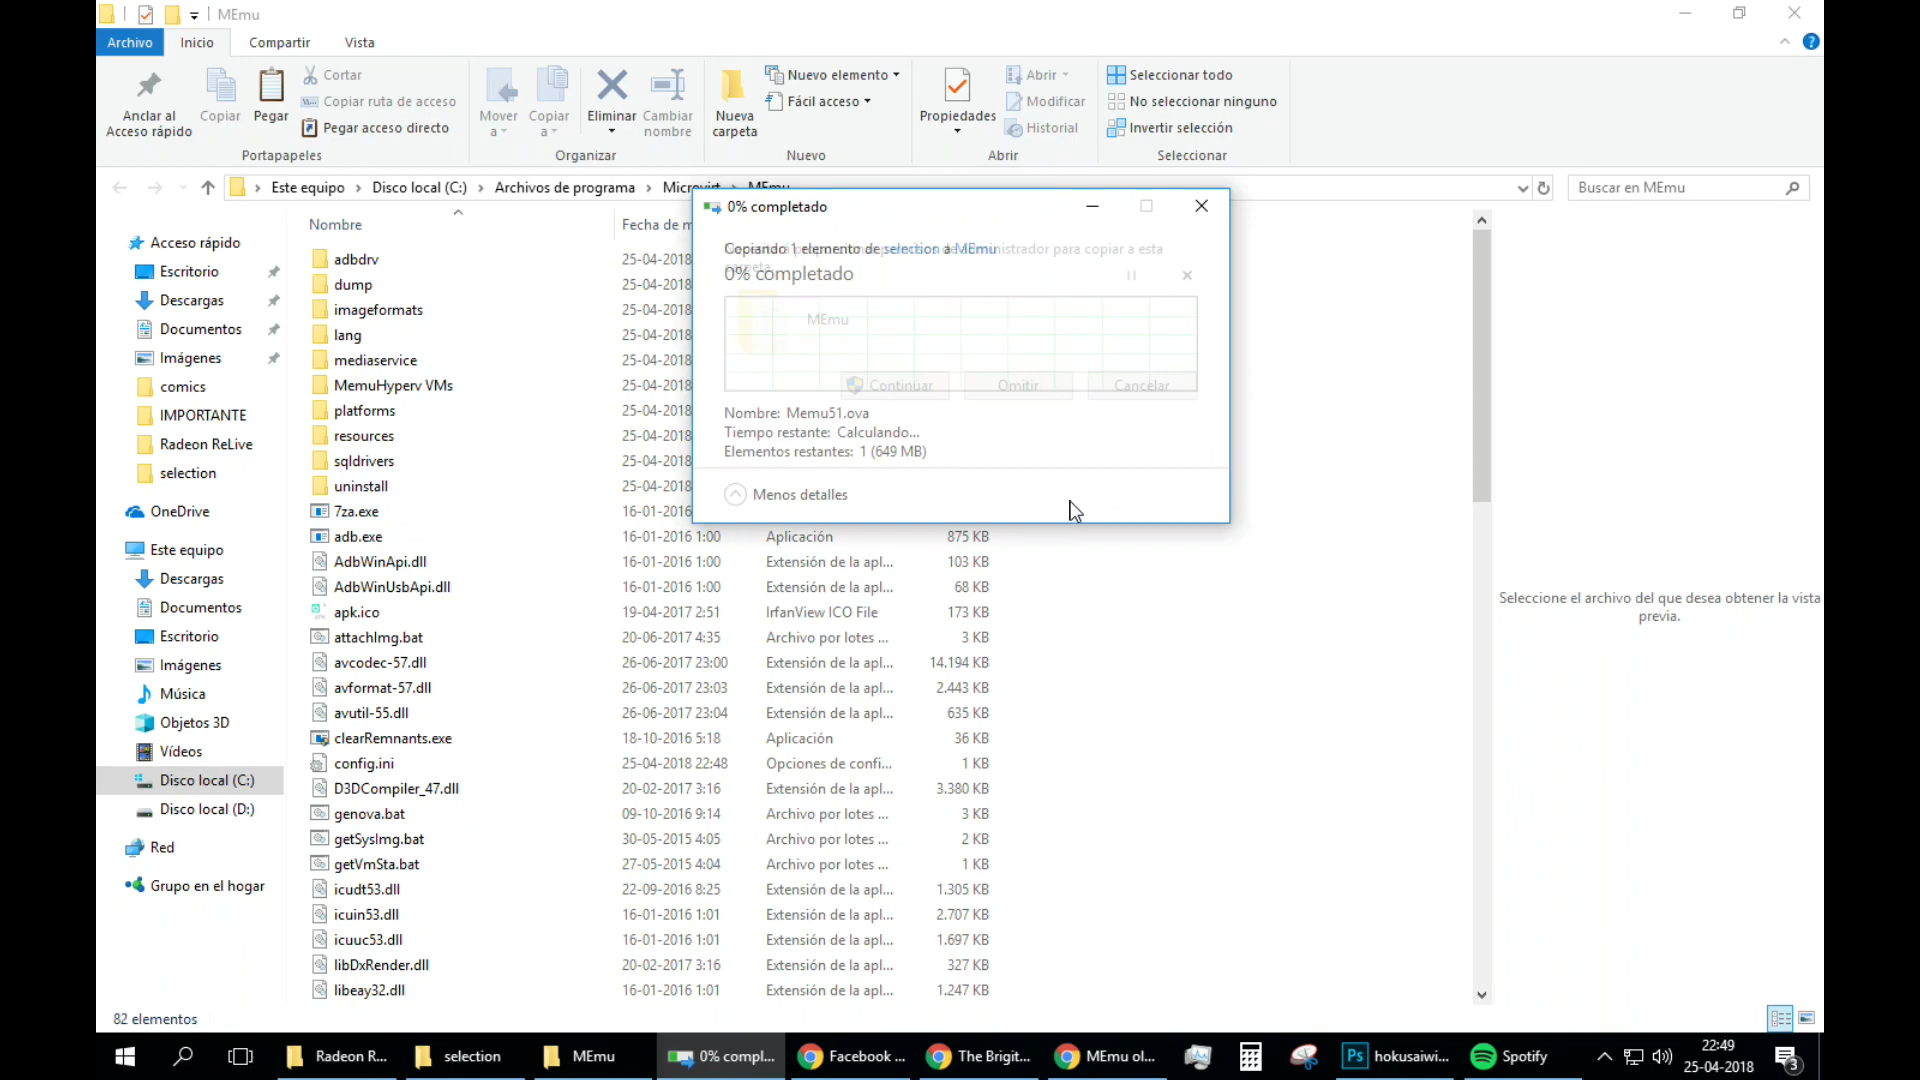 MEmu
Archivo Inicio Compartir Vista
Anclar al Acceso rápido
Copiar
Pegar
Cortar
Copiar ruta de acceso
Pegar acceso directo
Portapapeles
Mover a
Copiar a
Eliminar
Cambiar nombre
Organizar
Nueva carpeta
Nuevo elemento
Fácil acceso
Nuevo
Propiedades
Abrir
Modificar
Historial
Abrir
Seleccionar todo
No seleccionar ninguno
Invertir selección
Seleccionar
Este equipo > Disco local (C:) > Archivos de programa > Microvirt > MEmu
Buscar en MEmu
Acceso rápido
Escritorio
Descargas
Documentos
Imágenes
comics
IMPORTANTE
Radeon ReLive
selection
OneDrive
Este equipo
Descargas
Documentos
Escritorio
Imágenes
Música
Objetos 3D
Vídeos
Disco local (C:)
Disco local (D:)
Red
Grupo en el hogar
Nombre Fecha de m
adbdrv 25-04-2018
dump 25-04-2018
imageformats 25-04-2018
lang 25-04-2018
mediaservice 25-04-2018
MemuHyperv VMs 25-04-2018
platforms 25-04-2018
resources 25-04-2018
sqldrivers 25-04-2018
uninstall 25-04-2018
7za.exe 16-01-2016
adb.exe 16-01-2016 1:00 Aplicación 875 KB
AdbWinApi.dll 16-01-2016 1:00 Extensión de la apl... 103 KB
AdbWinUsbApi.dll 16-01-2016 1:00 Extensión de la apl... 68 KB
apk.ico 19-04-2017 2:51 IrfanView ICO File 173 KB
attachImg.bat 20-06-2017 4:35 Archivo por lotes ... 3 KB
avcodec-57.dll 26-06-2017 23:00 Extensión de la apl... 14.194 KB
avformat-57.dll 26-06-2017 23:03 Extensión de la apl... 2.443 KB
avutil-55.dll 26-06-2017 23:04 Extensión de la apl... 635 KB
clearRemnants.exe 18-10-2016 5:18 Aplicación 36 KB
config.ini 25-04-2018 22:48 Opciones de confi... 1 KB
D3DCompiler_47.dll 20-02-2017 3:16 Extensión de la apl... 3.380 KB
genova.bat 09-10-2016 9:14 Archivo por lotes ... 3 KB
getSysImg.bat 30-05-2015 4:05 Archivo por lotes ... 2 KB
getVmSta.bat 27-05-2015 4:04 Archivo por lotes ... 1 KB
icudt53.dll 22-09-2016 8:25 Extensión de la apl... 1.305 KB
icuin53.dll 16-01-2016 1:01 Extensión de la apl... 2.707 KB
icuuc53.dll 16-01-2016 1:01 Extensión de la apl... 1.697 KB
libDxRender.dll 20-02-2017 3:16 Extensión de la apl... 327 KB
libeay32.dll 16-01-2016 1:01 Extensión de la apl... 1.247 KB
0% completado
Copiando 1 elemento de selection a MEmu
administrador para copiar a esta
0% completado
MEmu
Continuar Omitir Cancelar
Nombre: Memu51.ova
Tiempo restante: Calculando...
Elementos restantes: 1 (649 MB)
Menos detalles
Seleccione el archivo del que desea obtener la vista
previa.
82 elementos
Radeon R... selection MEmu 0% compl... Facebook ... The Brigit... MEmu ol... Ps hokusaiwi... Spotify
22:49
25-04-2018
3